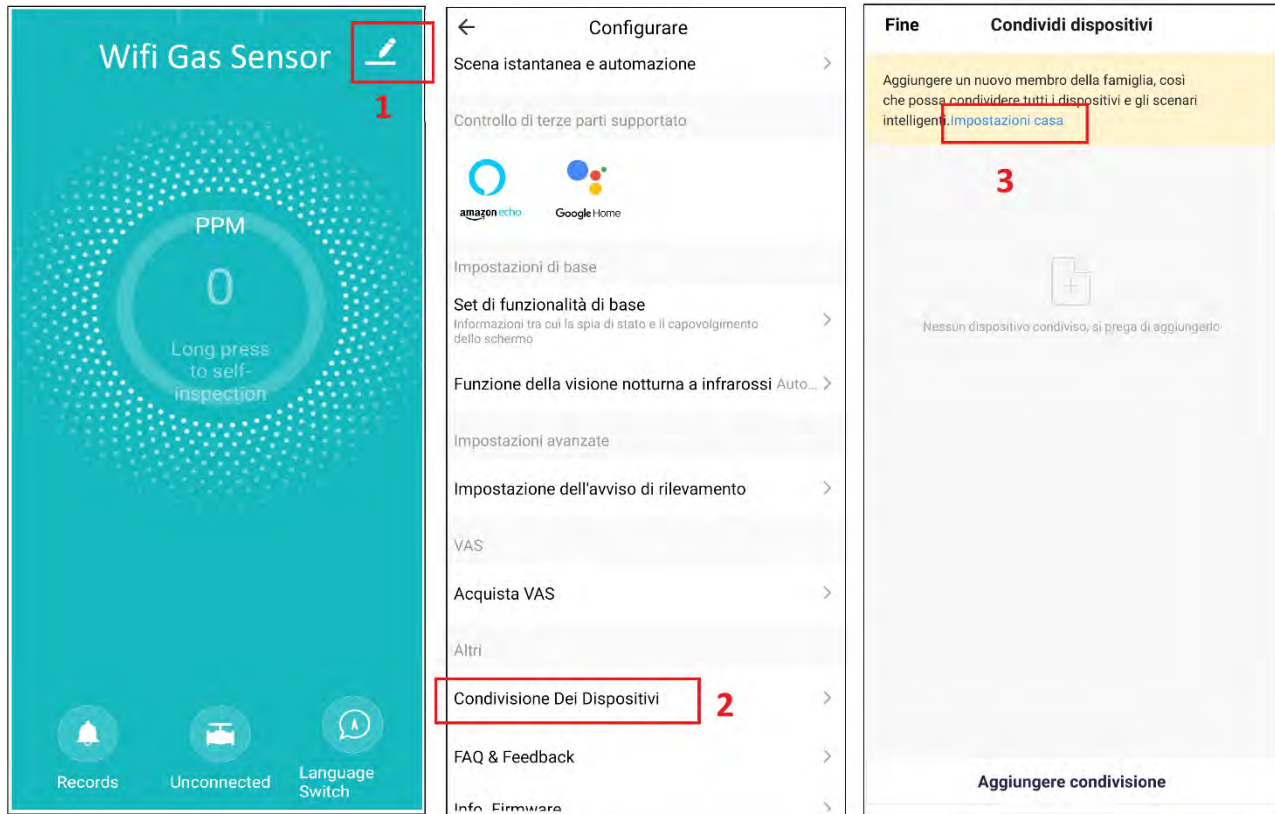 Wifi Gas Sensor
1
PPM
0
Long press
to self-
inspection
Records
Unconnected
Language
Switch
Configurare
Scena istantanea e automazione
Controllo di terze parti supportato
amazon echo
Google Home
Impostazioni di base
Set di funzionalità di base
Informazioni tra cui la spia di stato e il capovolgimento
dello schermo
Funzione della visione notturna a infrarossi Auto...
Impostazioni avanzate
Impostazione dell'avviso di rilevamento
VAS
Acquista VAS
Altri
Condivisione Dei Dispositivi
2
FAQ & Feedback
Info. Firmware
Fine
Condividi dispositivi
Aggiungere un nuovo membro della famiglia, così
che possa condividere tutti i dispositivi e gli scenari
intelligenti.Impostazioni casa
3
Nessun dispositivo condiviso, si prega di aggiungerlo
Aggiungere condivisione